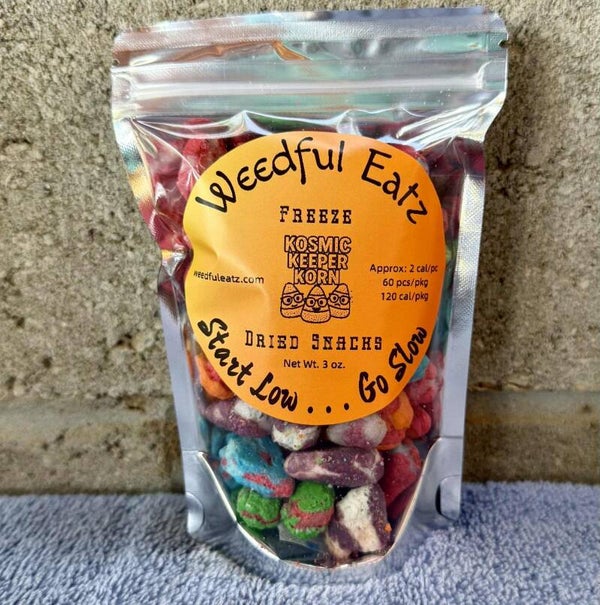 Weedful Eatz
FREEZE
KOSMIC
KEEPER
KORN
weedfuleatz.com
Approx: 2 cal/pc
60 pcs/pkg
120 cal/pkg
DRIED SNACKS
Net Wt. 3 oz.
Start Low . . . Go Slow